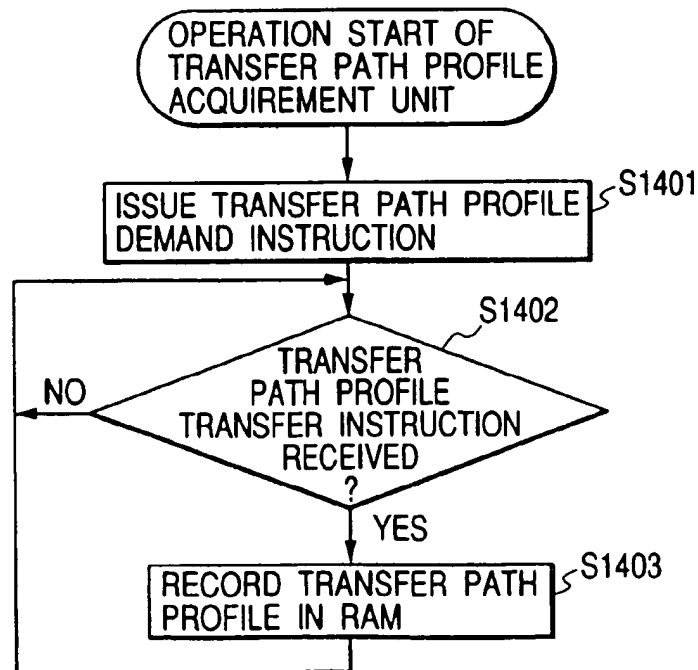 OPERATION START OF
TRANSFER PATH PROFILE
ACQUIREMENT UNIT
S1401
ISSUE TRANSFER PATH PROFILE
DEMAND INSTRUCTION
S1402
TRANSFER
PATH PROFILE
TRANSFER INSTRUCTION
RECEIVED
?
NO
YES
S1403
RECORD TRANSFER PATH
PROFILE IN RAM